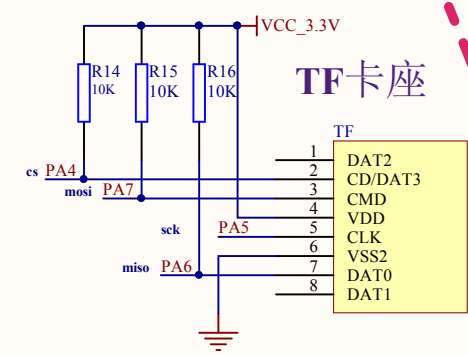 VCC_3.3V
R14
10K
R15
10K
R16
10K
TF卡座
TF
cs PA4
mosi PA7
sck PA5
miso PA6
1 DAT2
2 CD/DAT3
3 CMD
4 VDD
5 CLK
6 VSS2
7 DAT0
8 DAT1